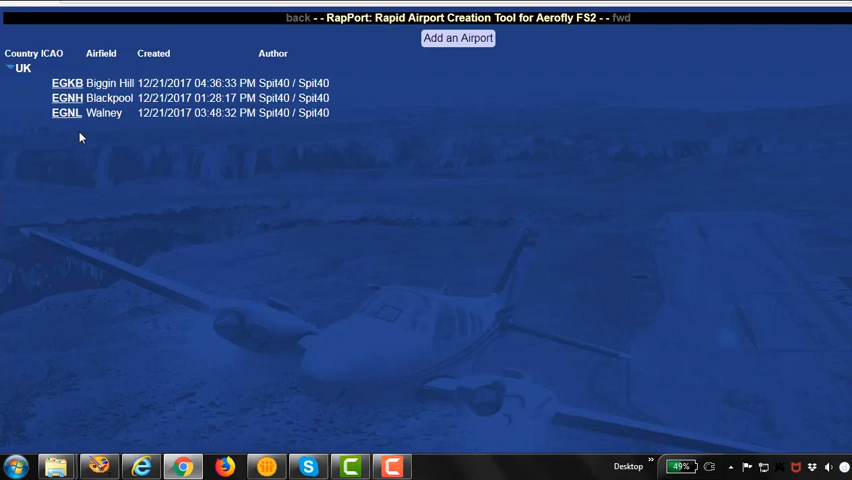 back - - RapPort: Rapid Airport Creation Tool for Aerofly FS2 - - fwd
Add an Airport
Country ICAO Airfield Created Author
UK
EGKB Biggin Hill 12/21/2017 04:36:33 PM Spit40 / Spit40
EGNH Blackpool 12/21/2017 01:28:17 PM Spit40 / Spit40
EGNL Walney 12/21/2017 03:48:32 PM Spit40 / Spit40
Desktop » 49%